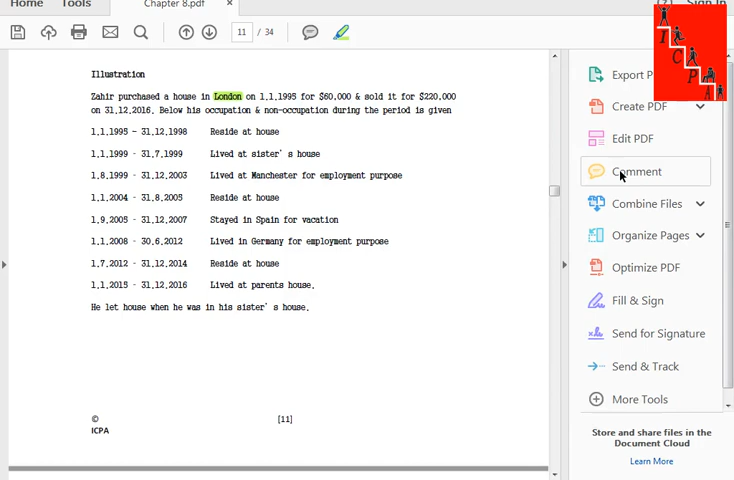 Home Tools Chapter 8.pdf × (?) Sign In
11 / 34
Illustration
Zahir purchased a house in London on 1.1.1995 for $60,000 & sold it for $220,000
on 31.12.2016. Below his occupation & non-occupation during the period is given
1.1.1995 - 31.12.1998 Reside at house
1.1.1999 - 31.7.1999 Lived at sister's house
1.8.1999 - 31.12.2003 Lived at Manchester for employment purpose
1.1.2004 - 31.8.2005 Reside at house
1.9.2005 - 31.12.2007 Stayed in Spain for vacation
1.1.2008 - 30.6.2012 Lived in Germany for employment purpose
1.7.2012 - 31.12.2014 Reside at house
1.1.2015 - 31.12.2016 Lived at parents house.
He let house when he was in his sister's house.
© [11]
ICPA
I
C
P
A
Export P
Create PDF
Edit PDF
Comment
Combine Files
Organize Pages
Optimize PDF
Fill & Sign
Send for Signature
Send & Track
More Tools
Store and share files in the
Document Cloud
Learn More